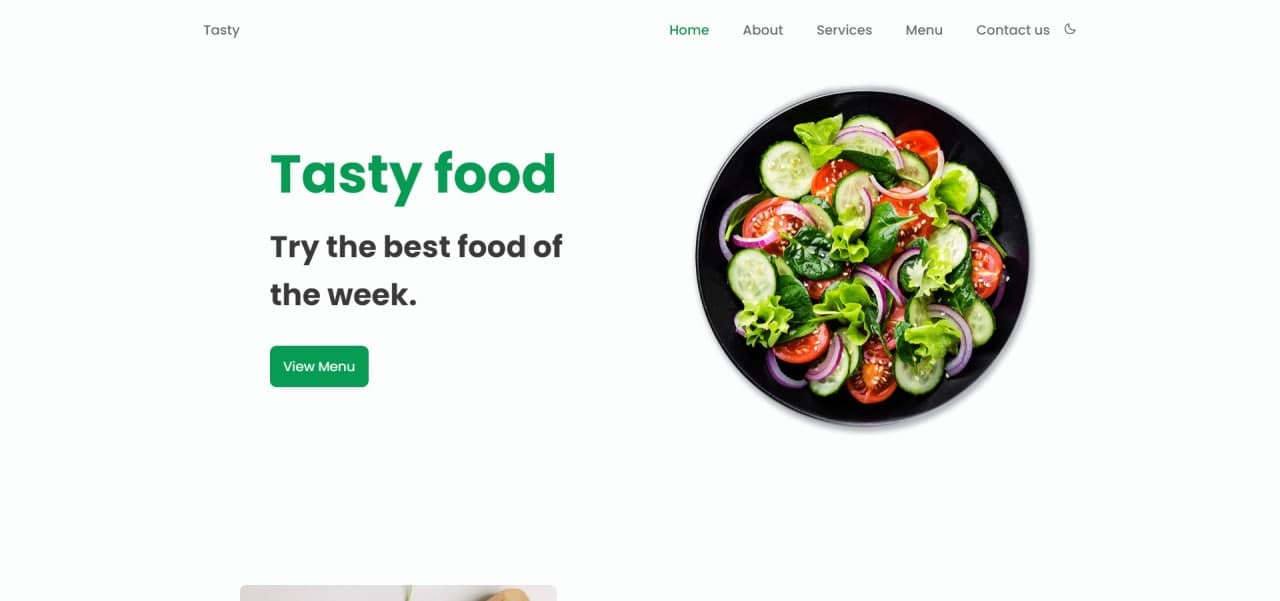 Tasty
Home About Services Menu Contact us
Tasty food
Try the best food of
the week.
View Menu